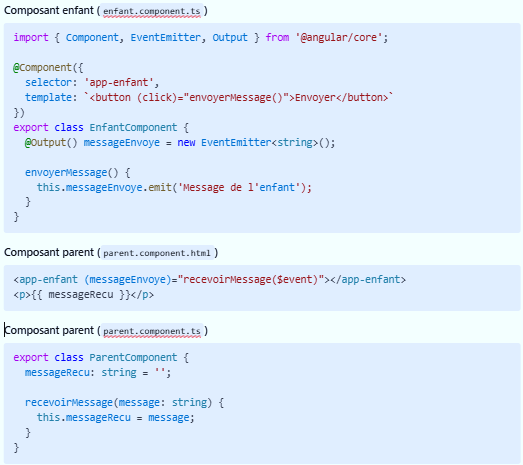 Composant enfant ( enfant.component.ts )
import { Component, EventEmitter, Output } from '@angular/core';
@Component({
  selector: 'app-enfant',
  template: `<button (click)="envoyerMessage()">Envoyer</button>`
})
export class EnfantComponent {
  @Output() messageEnvoye = new EventEmitter<string>();
  envoyerMessage() {
    this.messageEnvoye.emit('Message de l'enfant');
  }
}
Composant parent ( parent.component.html )
<app-enfant (messageEnvoye)="recevoirMessage($event)"></app-enfant>
<p>{{ messageRecu }}</p>
Composant parent ( parent.component.ts )
export class ParentComponent {
  messageRecu: string = '';
  recevoirMessage(message: string) {
    this.messageRecu = message;
  }
}